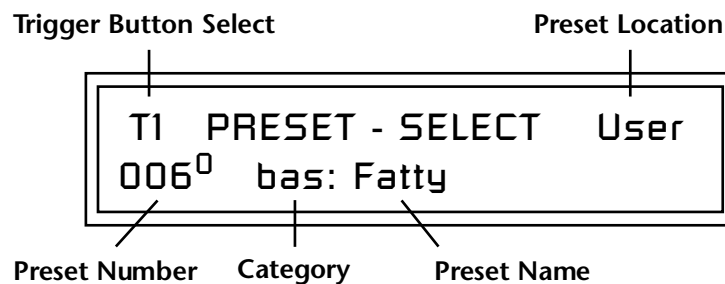 Trigger Button Select Preset Location
T1 PRESET - SELECT User
006⁰ bas: Fatty
Preset Number Category Preset Name